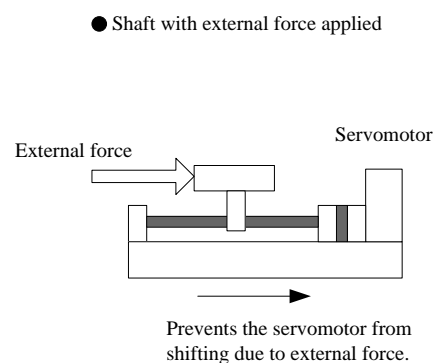 ● Shaft with external force applied
Servomotor
External force
Prevents the servomotor from
shifting due to external force.